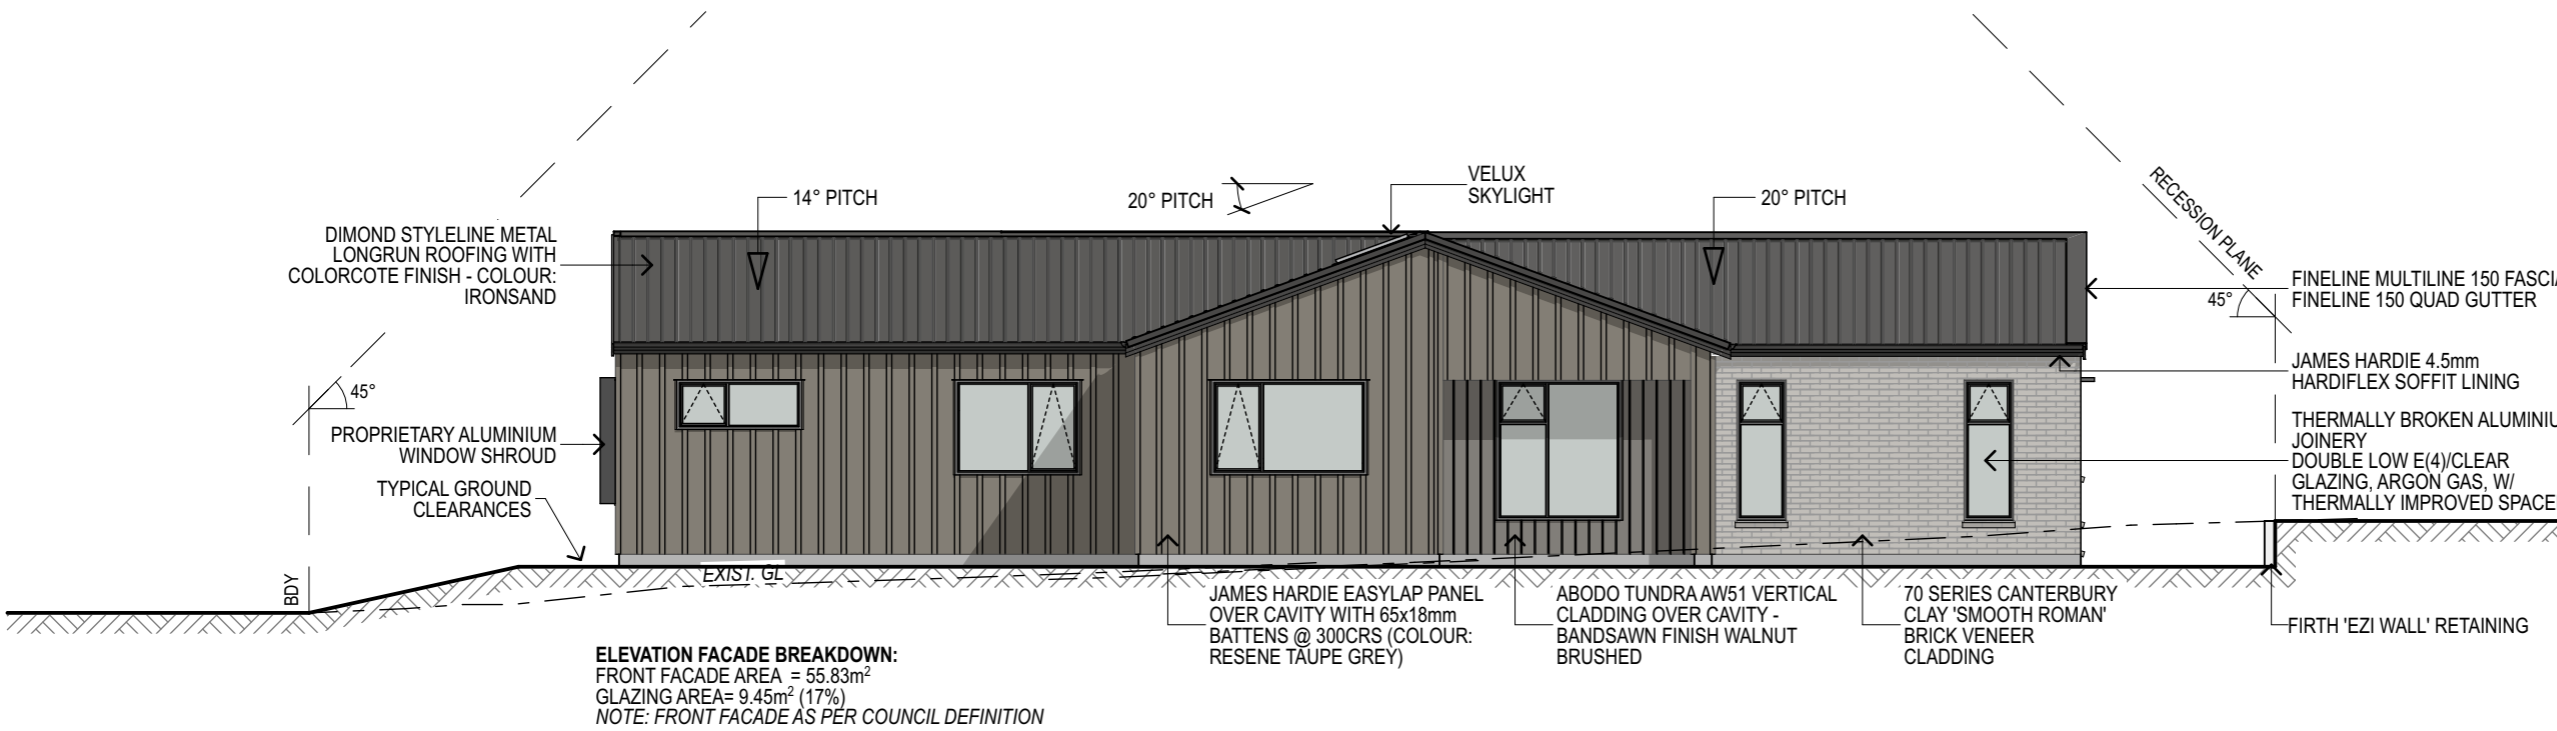 VELUX
SKYLIGHT
14° PITCH
20° PITCH
20° PITCH
RECESSION PLANE
DIMOND STYLELINE METAL
LONGRUN ROOFING WITH
COLORCOTE FINISH - COLOUR:
IRONSAND
FINELINE MULTILINE 150 FASCIA
FINELINE 150 QUAD GUTTER
45°
45°
JAMES HARDIE 4.5mm
HARDIFLEX SOFFIT LINING
PROPRIETARY ALUMINIUM
WINDOW SHROUD
THERMALLY BROKEN ALUMINIU
JOINERY
DOUBLE LOW E(4)/CLEAR
GLAZING, ARGON GAS, W/
THERMALLY IMPROVED SPACE
TYPICAL GROUND
CLEARANCES
BDY
EXIST. GL
JAMES HARDIE EASYLAP PANEL
OVER CAVITY WITH 65x18mm
BATTENS @ 300CRS (COLOUR:
RESENE TAUPE GREY)
ABODO TUNDRA AW51 VERTICAL
CLADDING OVER CAVITY -
BANDSAWN FINISH WALNUT
BRUSHED
70 SERIES CANTERBURY
CLAY 'SMOOTH ROMAN'
BRICK VENEER
CLADDING
FIRTH 'EZI WALL' RETAINING
ELEVATION FACADE BREAKDOWN:
FRONT FACADE AREA = 55.83m²
GLAZING AREA= 9.45m² (17%)
NOTE: FRONT FACADE AS PER COUNCIL DEFINITION